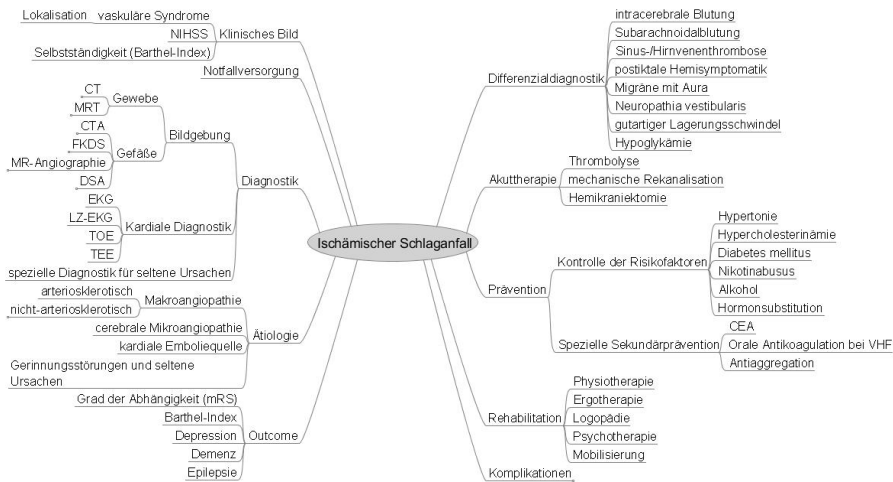 Lokalisation
vaskuläre Syndrome
NIHSS
Selbstständigkeit (Barthel-Index)
Klinisches Bild
Notfallversorgung
CT
MRT
Gewebe
CTA
FKDS
MR-Angiographie
DSA
Gefäße
Bildgebung
EKG
LZ-EKG
TOE
TEE
Kardiale Diagnostik
spezielle Diagnostik für seltene Ursachen
Diagnostik
arteriosklerotisch
nicht-arteriosklerotisch
Makroangiopathie
cerebrale Mikroangiopathie
kardiale Emboliequelle
Gerinnungsstörungen und seltene
Ursachen
Ätiologie
Grad der Abhängigkeit (mRS)
Barthel-Index
Depression
Demenz
Epilepsie
Outcome
Ischämischer Schlaganfall
Differenzialdiagnostik
intracerebrale Blutung
Subarachnoidalblutung
Sinus-/Hirnvenenthrombose
postiktale Hemisymptomatik
Migräne mit Aura
Neuropathia vestibularis
gutartiger Lagerungsschwindel
Hypoglykämie
Akuttherapie
Thrombolyse
mechanische Rekanalisation
Hemikraniektomie
Prävention
Kontrolle der Risikofaktoren
Hypertonie
Hypercholesterinämie
Diabetes mellitus
Nikotinabusus
Alkohol
Hormonsubstitution
Spezielle Sekundärprävention
CEA
Orale Antikoagulation bei VHF
Antiaggregation
Rehabilitation
Physiotherapie
Ergotherapie
Logopädie
Psychotherapie
Mobilisierung
Komplikationen